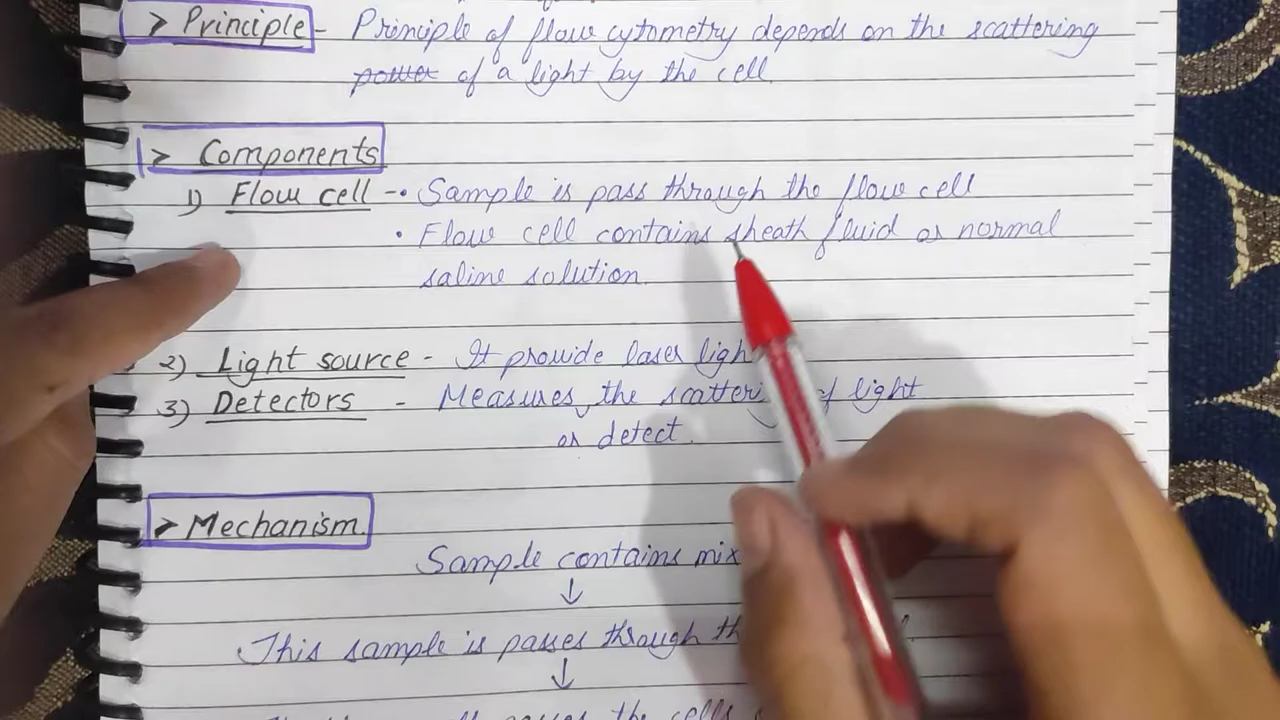 > Principle - Principle of flow cytometry depends on the scattering
of a light by the cell.
> Components
1) Flow cell - • Sample is pass through the flow cell
• Flow cell contains sheath fluid or normal
saline solution.
2) Light source - It provide laser ligh
3) Detectors - Measures the scatteri of light
or detect.
> Mechanism.
Sample contains mix
↓
This sample is passes through th
↓
the cells